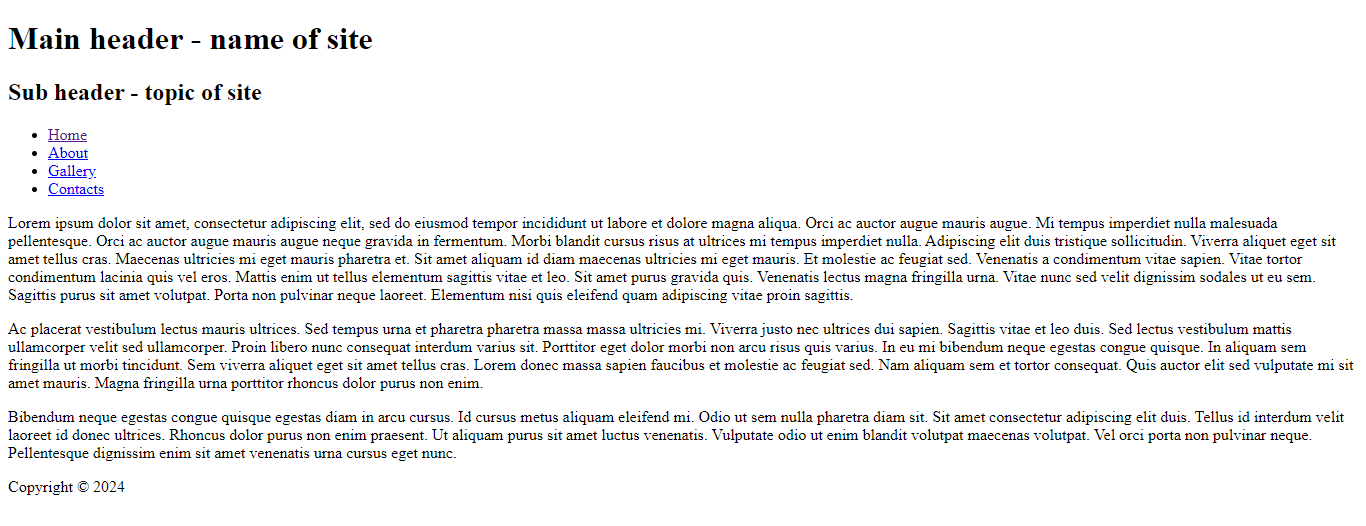 Main header - name of site
Sub header - topic of site
Home
About
Gallery
Contacts
Lorem ipsum dolor sit amet, consectetur adipiscing elit, sed do eiusmod tempor incididunt ut labore et dolore magna aliqua. Orci ac auctor augue mauris augue. Mi tempus imperdiet nulla malesuada
pellentesque. Orci ac auctor augue mauris augue neque gravida in fermentum. Morbi blandit cursus risus at ultrices mi tempus imperdiet nulla. Adipiscing elit duis tristique sollicitudin. Viverra aliquet eget sit
amet tellus cras. Maecenas ultricies mi eget mauris pharetra et. Sit amet aliquam id diam maecenas ultricies mi eget mauris. Et molestie ac feugiat sed. Venenatis a condimentum vitae sapien. Vitae tortor
condimentum lacinia quis vel eros. Mattis enim ut tellus elementum sagittis vitae et leo. Sit amet purus gravida quis. Venenatis lectus magna fringilla urna. Vitae nunc sed velit dignissim sodales ut eu sem.
Sagittis purus sit amet volutpat. Porta non pulvinar neque laoreet. Elementum nisi quis eleifend quam adipiscing vitae proin sagittis.
Ac placerat vestibulum lectus mauris ultrices. Sed tempus urna et pharetra pharetra massa massa ultricies mi. Viverra justo nec ultrices dui sapien. Sagittis vitae et leo duis. Sed lectus vestibulum mattis
ullamcorper velit sed ullamcorper. Proin libero nunc consequat interdum varius sit. Porttitor eget dolor morbi non arcu risus quis varius. In eu mi bibendum neque egestas congue quisque. In aliquam sem
fringilla ut morbi tincidunt. Sem viverra aliquet eget sit amet tellus cras. Lorem donec massa sapien faucibus et molestie ac feugiat sed. Nam aliquam sem et tortor consequat. Quis auctor elit sed vulputate mi sit
amet mauris. Magna fringilla urna porttitor rhoncus dolor purus non enim.
Bibendum neque egestas congue quisque egestas diam in arcu cursus. Id cursus metus aliquam eleifend mi. Odio ut sem nulla pharetra diam sit. Sit amet consectetur adipiscing elit duis. Tellus id interdum velit
laoreet id donec ultrices. Rhoncus dolor purus non enim praesent. Ut aliquam purus sit amet luctus venenatis. Vulputate odio ut enim blandit volutpat maecenas volutpat. Vel orci porta non pulvinar neque.
Pellentesque dignissim enim sit amet venenatis urna cursus eget nunc.
Copyright © 2024